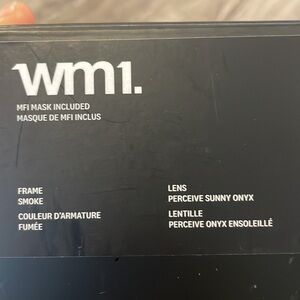 wm1.
MFI MASK INCLUDED
MASQUE DE MFI INCLUS
FRAME
SMOKE
COULEUR D'ARMATURE
FUMÉE
LENS
PERCEIVE SUNNY ONYX
LENTILLE
PERCEIVE ONYX ENSOLEILLÉ